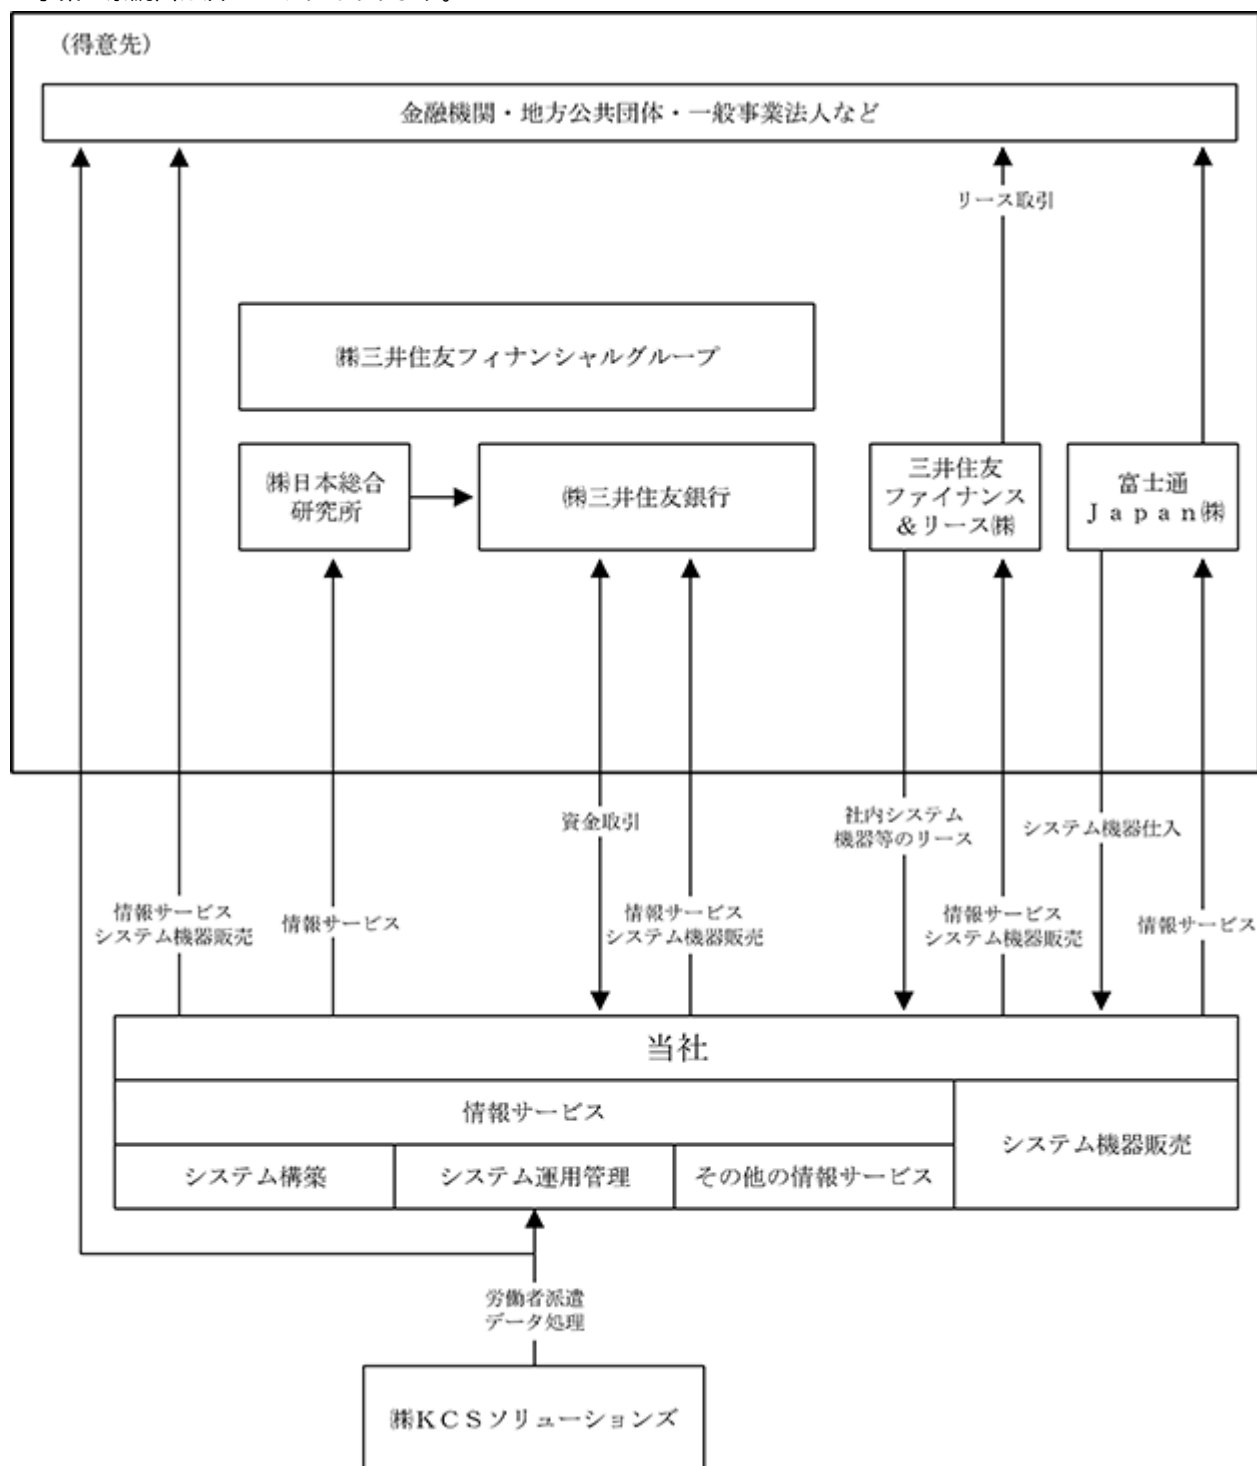 (得意先)
金融機関・地方公共団体・一般事業法人など
リース取引
㈱三井住友フィナンシャルグループ
㈱日本総合
研究所
㈱三井住友銀行
三井住友
ファイナンス
&リース㈱
富士通
Japan㈱
資金取引
社内システム
機器等のリース
システム機器仕入
情報サービス
システム機器販売
情報サービス
情報サービス
システム機器販売
情報サービス
システム機器販売
情報サービス
当社
情報サービス
システム機器販売
システム構築
システム運用管理
その他の情報サービス
労働者派遣
データ処理
㈱KCSソリューションズ